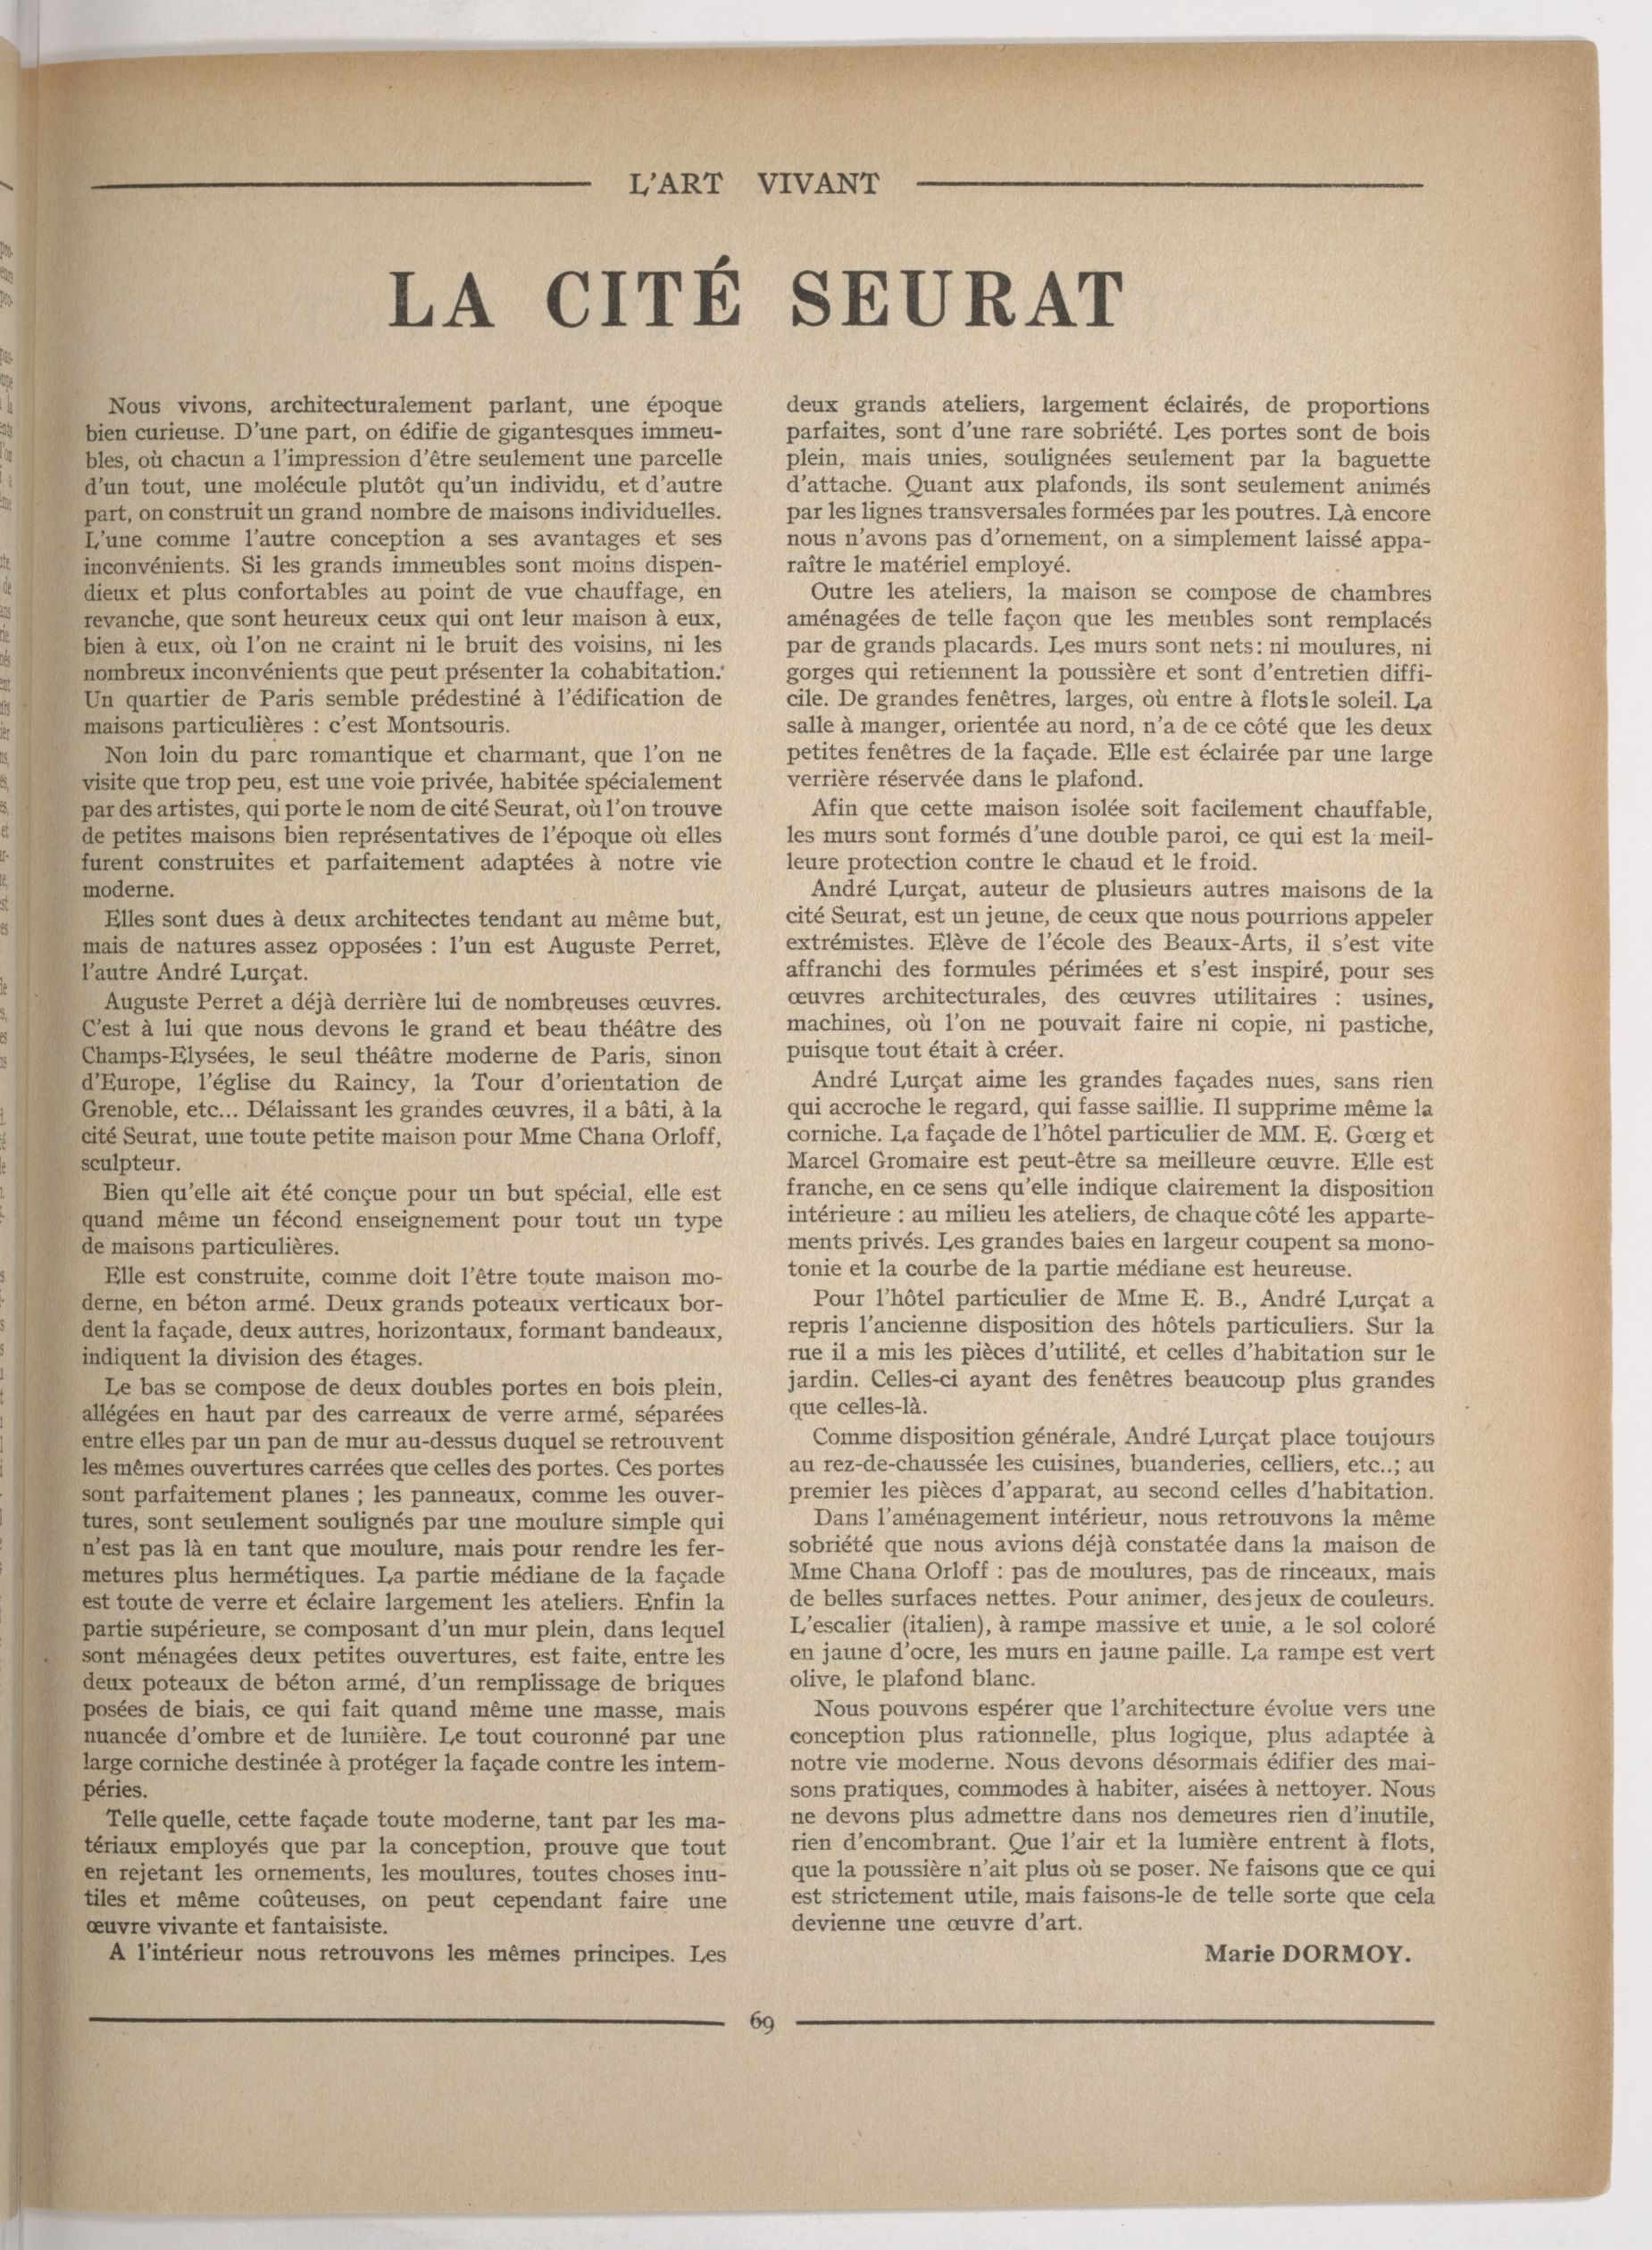 L'ART VIVANT
LA CITÉ SEURAT
Nous vivons, architecturalement parlant, une époque
bien curieuse. D'une part, on édifie de gigantesques immeu-
bles, où chacun a l'impression d'être seulement une parcelle
d'un tout, une molécule plutôt qu'un individu, et d'autre
part, on construit un grand nombre de maisons individuelles.
L'une comme l'autre conception a ses avantages et ses
inconvénients. Si les grands immeubles sont moins dispen-
dieux et plus confortables au point de vue chauffage, en
revanche, que sont heureux ceux qui ont leur maison à eux,
bien à eux, où l'on ne craint ni le bruit des voisins, ni les
nombreux inconvénients que peut présenter la cohabitation.
Un quartier de Paris semble prédestiné à l'édification de
maisons particulières : c'est Montsouris.
Non loin du parc romantique et charmant, que l'on ne
visite que trop peu, est une voie privée, habitée spécialement
par des artistes, qui porte le nom de cité Seurat, où l'on trouve
de petites maisons bien représentatives de l'époque où elles
furent construites et parfaitement adaptées à notre vie
moderne.
Elles sont dues à deux architectes tendant au même but,
mais de natures assez opposées : l'un est Auguste Perret,
l'autre André Lurçat.
Auguste Perret a déjà derrière lui de nombreuses œuvres.
C'est à lui que nous devons le grand et beau théâtre des
Champs-Elysées, le seul théâtre moderne de Paris, sinon
d'Europe, l'église du Raincy, la Tour d'orientation de
Grenoble, etc... Délaissant les grandes œuvres, il a bâti, à la
cité Seurat, une toute petite maison pour Mme Chana Orloff,
sculpteur.
Bien qu'elle ait été conçue pour un but spécial, elle est
quand même un fécond enseignement pour tout un type
de maisons particulières.
Elle est construite, comme doit l'être toute maison mo-
derne, en béton armé. Deux grands poteaux verticaux bor-
dent la façade, deux autres, horizontaux, formant bandeaux,
indiquent la division des étages.
Le bas se compose de deux doubles portes en bois plein,
allégées en haut par des carreaux de verre armé, séparées
entre elles par un pan de mur au-dessus duquel se retrouvent
les mêmes ouvertures carrées que celles des portes. Ces portes
sont parfaitement planes ; les panneaux, comme les ouver-
tures, sont seulement soulignés par une moulure simple qui
n'est pas là en tant que moulure, mais pour rendre les fer-
metures plus hermétiques. La partie médiane de la façade
est toute de verre et éclaire largement les ateliers. Enfin la
partie supérieure, se composant d'un mur plein, dans lequel
sont ménagées deux petites ouvertures, est faite, entre les
deux poteaux de béton armé, d'un remplissage de briques
posées de biais, ce qui fait quand même une masse, mais
nuancée d'ombre et de lumière. Le tout couronné par une
large corniche destinée à protéger la façade contre les intem-
péries.
Telle quelle, cette façade toute moderne, tant par les ma-
tériaux employés que par la conception, prouve que tout
en rejetant les ornements, les moulures, toutes choses inu-
tiles et même coûteuses, on peut cependant faire une
œuvre vivante et fantaisiste.
A l'intérieur nous retrouvons les mêmes principes. Les
deux grands ateliers, largement éclairés, de proportions
parfaites, sont d'une rare sobriété. Les portes sont de bois
plein, mais unies, soulignées seulement par la baguette
d'attache. Quant aux plafonds, ils sont seulement animés
par les lignes transversales formées par les poutres. Là encore
nous n'avons pas d'ornement, on a simplement laissé appa-
raître le matériel employé.
Outre les ateliers, la maison se compose de chambres
aménagées de telle façon que les meubles sont remplacés
par de grands placards. Les murs sont nets: ni moulures, ni
gorges qui retiennent la poussière et sont d'entretien diffi-
cile. De grandes fenêtres, larges, où entre à flots le soleil. La
salle à manger, orientée au nord, n'a de ce côté que les deux
petites fenêtres de la façade. Elle est éclairée par une large
verrière réservée dans le plafond.
Afin que cette maison isolée soit facilement chauffable,
les murs sont formés d'une double paroi, ce qui est la meil-
leure protection contre le chaud et le froid.
André Lurçat, auteur de plusieurs autres maisons de la
cité Seurat, est un jeune, de ceux que nous pourrions appeler
extrémistes. Elève de l'école des Beaux-Arts, il s'est vite
affranchi des formules périmées et s'est inspiré, pour ses
œuvres architecturales, des œuvres utilitaires : usines,
machines, où l'on ne pouvait faire ni copie, ni pastiche,
puisque tout était à créer.
André Lurçat aime les grandes façades nues, sans rien
qui accroche le regard, qui fasse saillie. Il supprime même la
corniche. La façade de l'hôtel particulier de MM. E. Gœrg et
Marcel Gromaire est peut-être sa meilleure œuvre. Elle est
franche, en ce sens qu'elle indique clairement la disposition
intérieure : au milieu les ateliers, de chaque côté les apparte-
ments privés. Les grandes baies en largeur coupent sa mono-
tonie et la courbe de la partie médiane est heureuse.
Pour l'hôtel particulier de Mme E. B., André Lurçat a
repris l'ancienne disposition des hôtels particuliers. Sur la
rue il a mis les pièces d'utilité, et celles d'habitation sur le
jardin. Celles-ci ayant des fenêtres beaucoup plus grandes
que celles-là.
Comme disposition générale, André Lurçat place toujours
au rez-de-chaussée les cuisines, buanderies, celliers, etc..; au
premier les pièces d'apparat, au second celles d'habitation.
Dans l'aménagement intérieur, nous retrouvons la même
sobriété que nous avions déjà constatée dans la maison de
Mme Chana Orloff : pas de moulures, pas de rinceaux, mais
de belles surfaces nettes. Pour animer, des jeux de couleurs.
L'escalier (italien), à rampe massive et unie, a le sol coloré
en jaune d'ocre, les murs en jaune paille. La rampe est vert
olive, le plafond blanc.
Nous pouvons espérer que l'architecture évolue vers une
conception plus rationnelle, plus logique, plus adaptée à
notre vie moderne. Nous devons désormais édifier des mai-
sons pratiques, commodes à habiter, aisées à nettoyer. Nous
ne devons plus admettre dans nos demeures rien d'inutile,
rien d'encombrant. Que l'air et la lumière entrent à flots,
que la poussière n'ait plus où se poser. Ne faisons que ce qui
est strictement utile, mais faisons-le de telle sorte que cela
devienne une œuvre d'art.
Marie DORMOY.
69